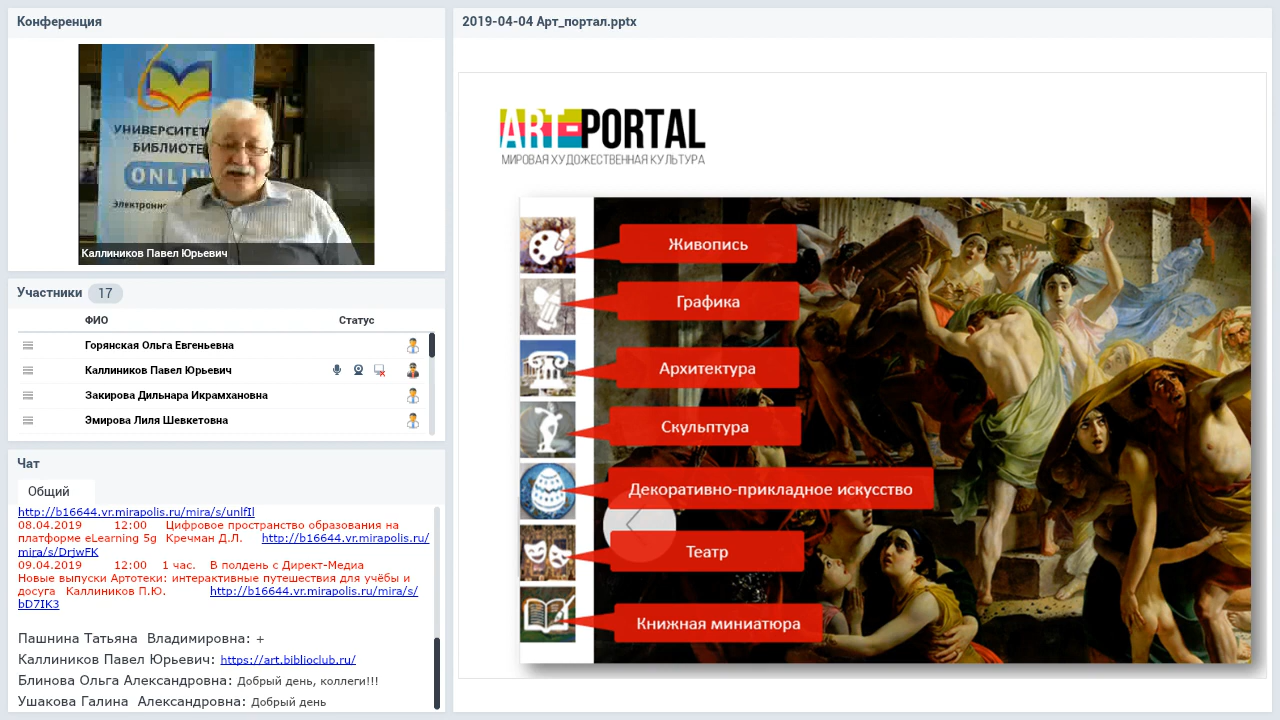 Конференция
УНИВЕРСИТЕТ
БИБЛИОТЕ
ONLIN
Электронно
Каллиников Павел Юрьевич
Участники 17
ФИО Статус
Горянская Ольга Евгеньевна
Каллиников Павел Юрьевич
Закирова Дильнара Икрамхановна
Эмирова Лиля Шевкетовна
Чат
Общий
http://b16644.vr.mirapolis.ru/mira/s/unlfIl
08.04.2019 12:00 Цифровое пространство образования на
платформе eLearning 5g Кречман Д.Л. http://b16644.vr.mirapolis.ru/
mira/s/DrjwFK
09.04.2019 12:00 1 час. В полдень с Директ-Медиа
Новые выпуски Артотеки: интерактивные путешествия для учёбы и
досуга Каллиников П.Ю. http://b16644.vr.mirapolis.ru/mira/s/
bD7IK3
Пашнина Татьяна Владимировна: +
Каллиников Павел Юрьевич: https://art.biblioclub.ru/
Блинова Ольга Александровна: Добрый день, коллеги!!!
Ушакова Галина Александровна: Добрый день
2019-04-04 Арт_портал.pptx
ART-PORTAL
МИРОВАЯ ХУДОЖЕСТВЕННАЯ КУЛЬТУРА
Живопись
Графика
Архитектура
Скульптура
Декоративно-прикладное искусство
Театр
Книжная миниатюра